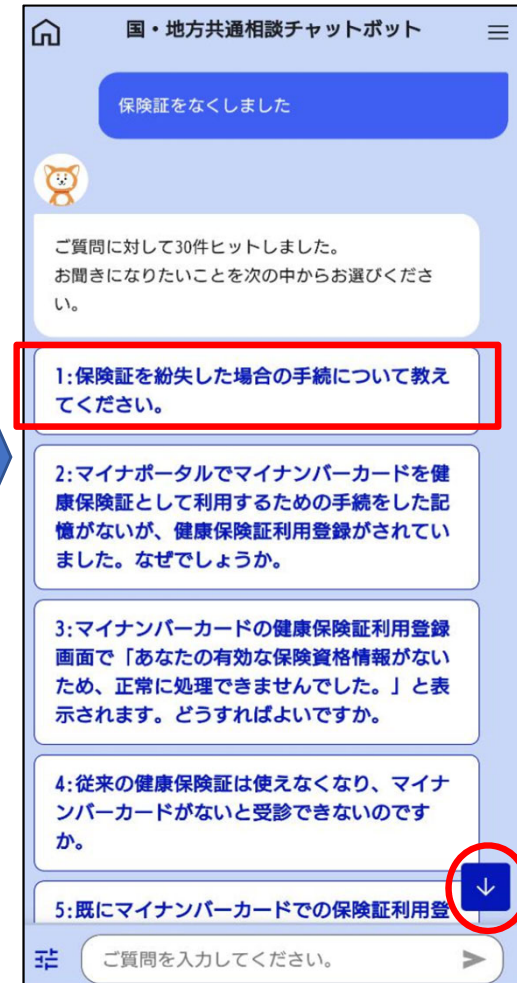 国・地方共通相談チャットボット
保険証をなくしました
ご質問に対して30件ヒットしました。
お聞きになりたいことを次の中からお選びくださ
い。
1:保険証を紛失した場合の手続について教え
てください。
2:マイナポータルでマイナンバーカードを健
康保険証として利用するための手続をした記
憶がないが、健康保険証利用登録がされてい
ました。なぜでしょうか。
3:マイナンバーカードの健康保険証利用登録
画面で「あなたの有効な保険資格情報がない
ため、正常に処理できませんでした。」と表
示されます。どうすればよいですか。
4:従来の健康保険証は使えなくなり、マイナ
ンバーカードがないと受診できないのです
か。
5:既にマイナンバーカードでの保険証利用登
ご質問を入力してください。